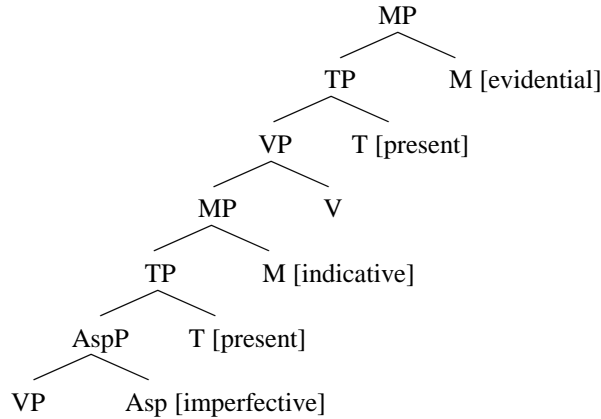 MP
TP M [evidential]
VP T [present]
MP V
TP M [indicative]
AspP T [present]
VP Asp [imperfective]